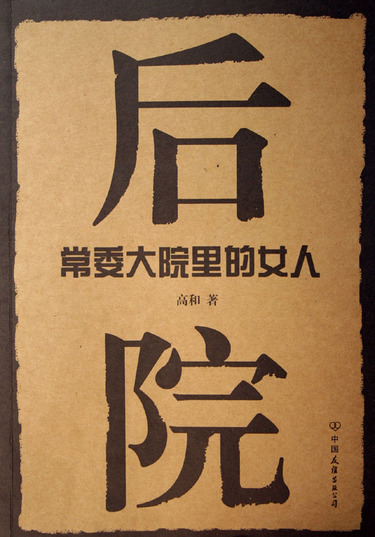 后
常委大院里的女人
高和 著
院
中国友谊出版公司